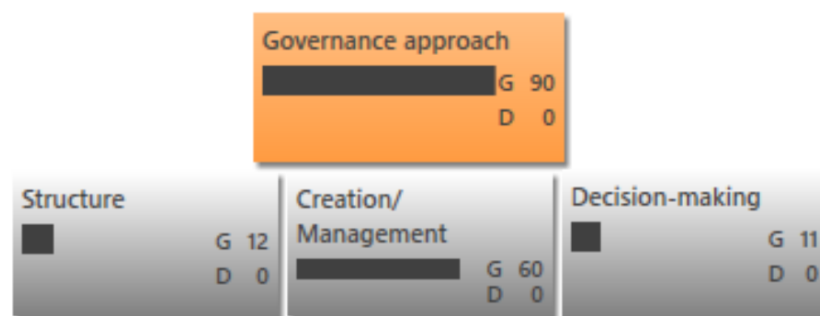 Governance approach
G 90
D 0
Structure
G 12
D 0
Creation/
Management
G 60
D 0
Decision-making
G 11
D 0